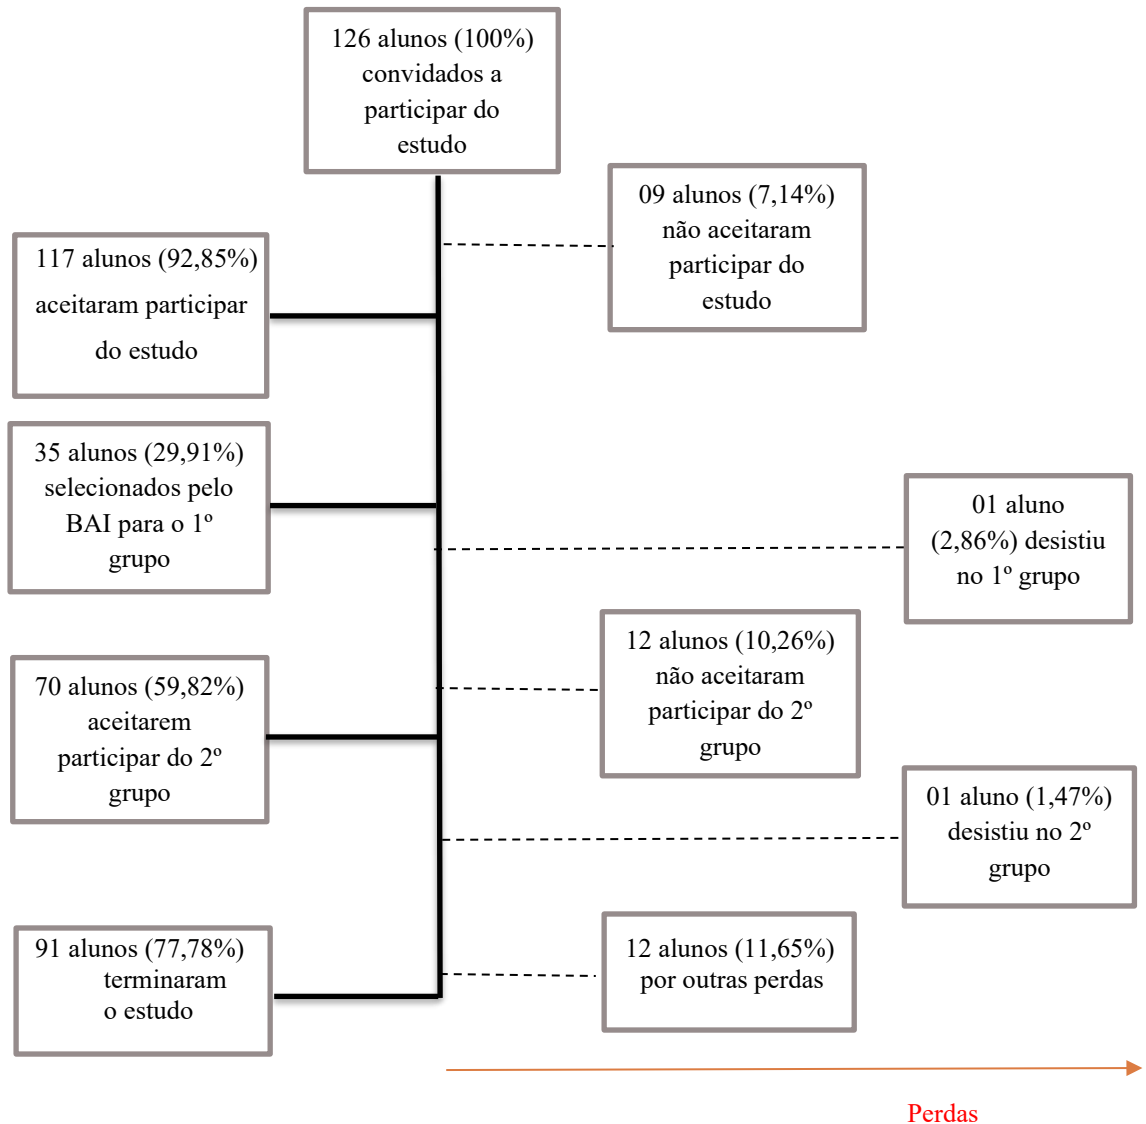 126 alunos (100%)
convidados a
participar do
estudo
09 alunos (7,14%)
não aceitaram
participar do
estudo
117 alunos (92,85%)
aceitaram participar
do estudo
35 alunos (29,91%)
selecionados pelo
BAI para o 1º
grupo
01 aluno
(2,86%) desistiu
no 1º grupo
12 alunos (10,26%)
não aceitaram
participar do 2º
grupo
70 alunos (59,82%)
aceitarem
participar do 2º
grupo
01 aluno (1,47%)
desistiu no 2º
grupo
91 alunos (77,78%)
terminaram
o estudo
12 alunos (11,65%)
por outras perdas
Perdas